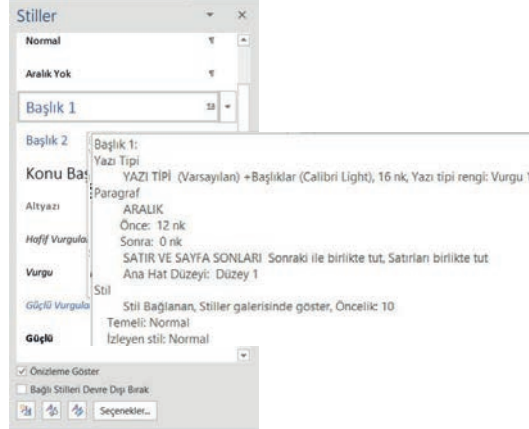 Stiller
Normal
Aralık Yok
Başlık 1
Başlık 2
Konu Baş
Altyazı
Hafif Vurgula
Vurgu
Güçlü Vurgula
Güçlü
Başlık 1:
Yazı Tipi
YAZI TİPİ (Varsayılan) +Başlıklar (Calibri Light), 16 nk, Yazı tipi rengi: Vurgu 1
Paragraf
ARALIK
Önce: 12 nk
Sonra: 0 nk
SATIR VE SAYFA SONLARI Sonraki ile birlikte tut, Satırları birlikte tut
Ana Hat Düzeyi: Düzey 1
Stil
Stil Bağlanan, Stiller galerisinde göster, Öncelik: 10
Temeli: Normal
İzleyen stil: Normal
Önizleme Göster
Bağlı Stilleri Devre Dışı Bırak
Seçenekler...